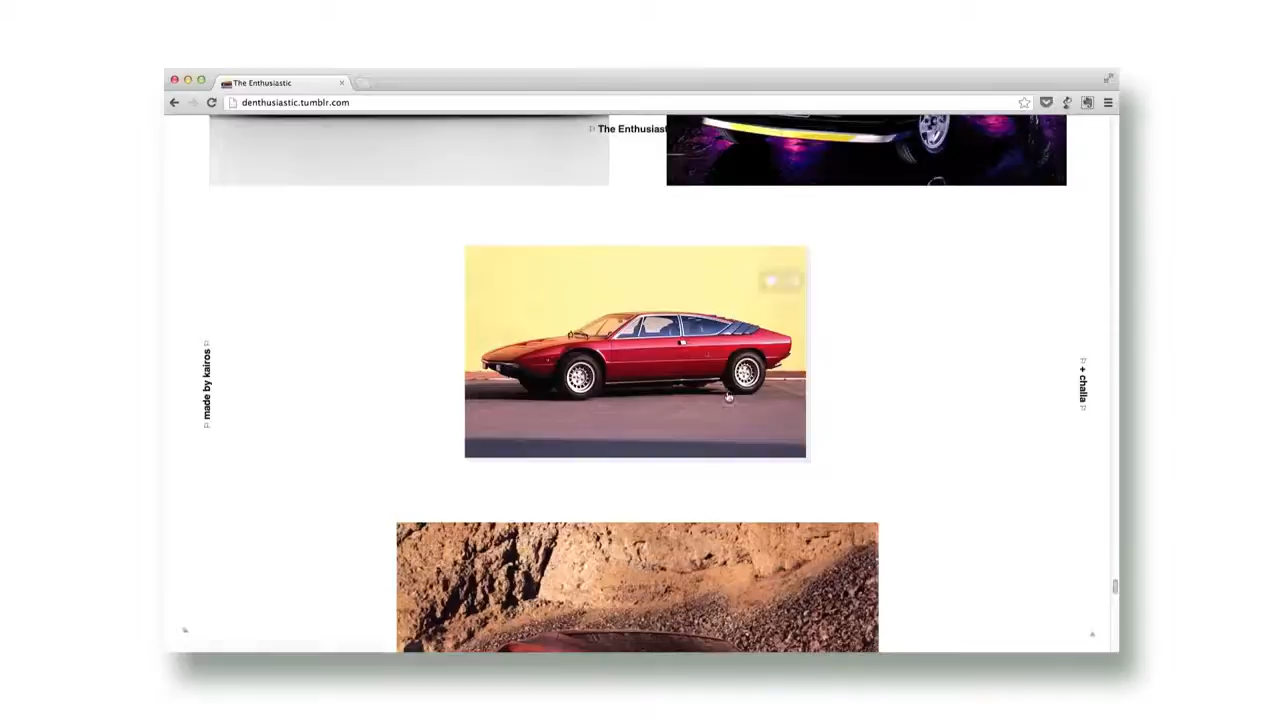 The Enthusiastic
denthusiastic.tumblr.com
The Enthusiast
made by kairos
+ challa